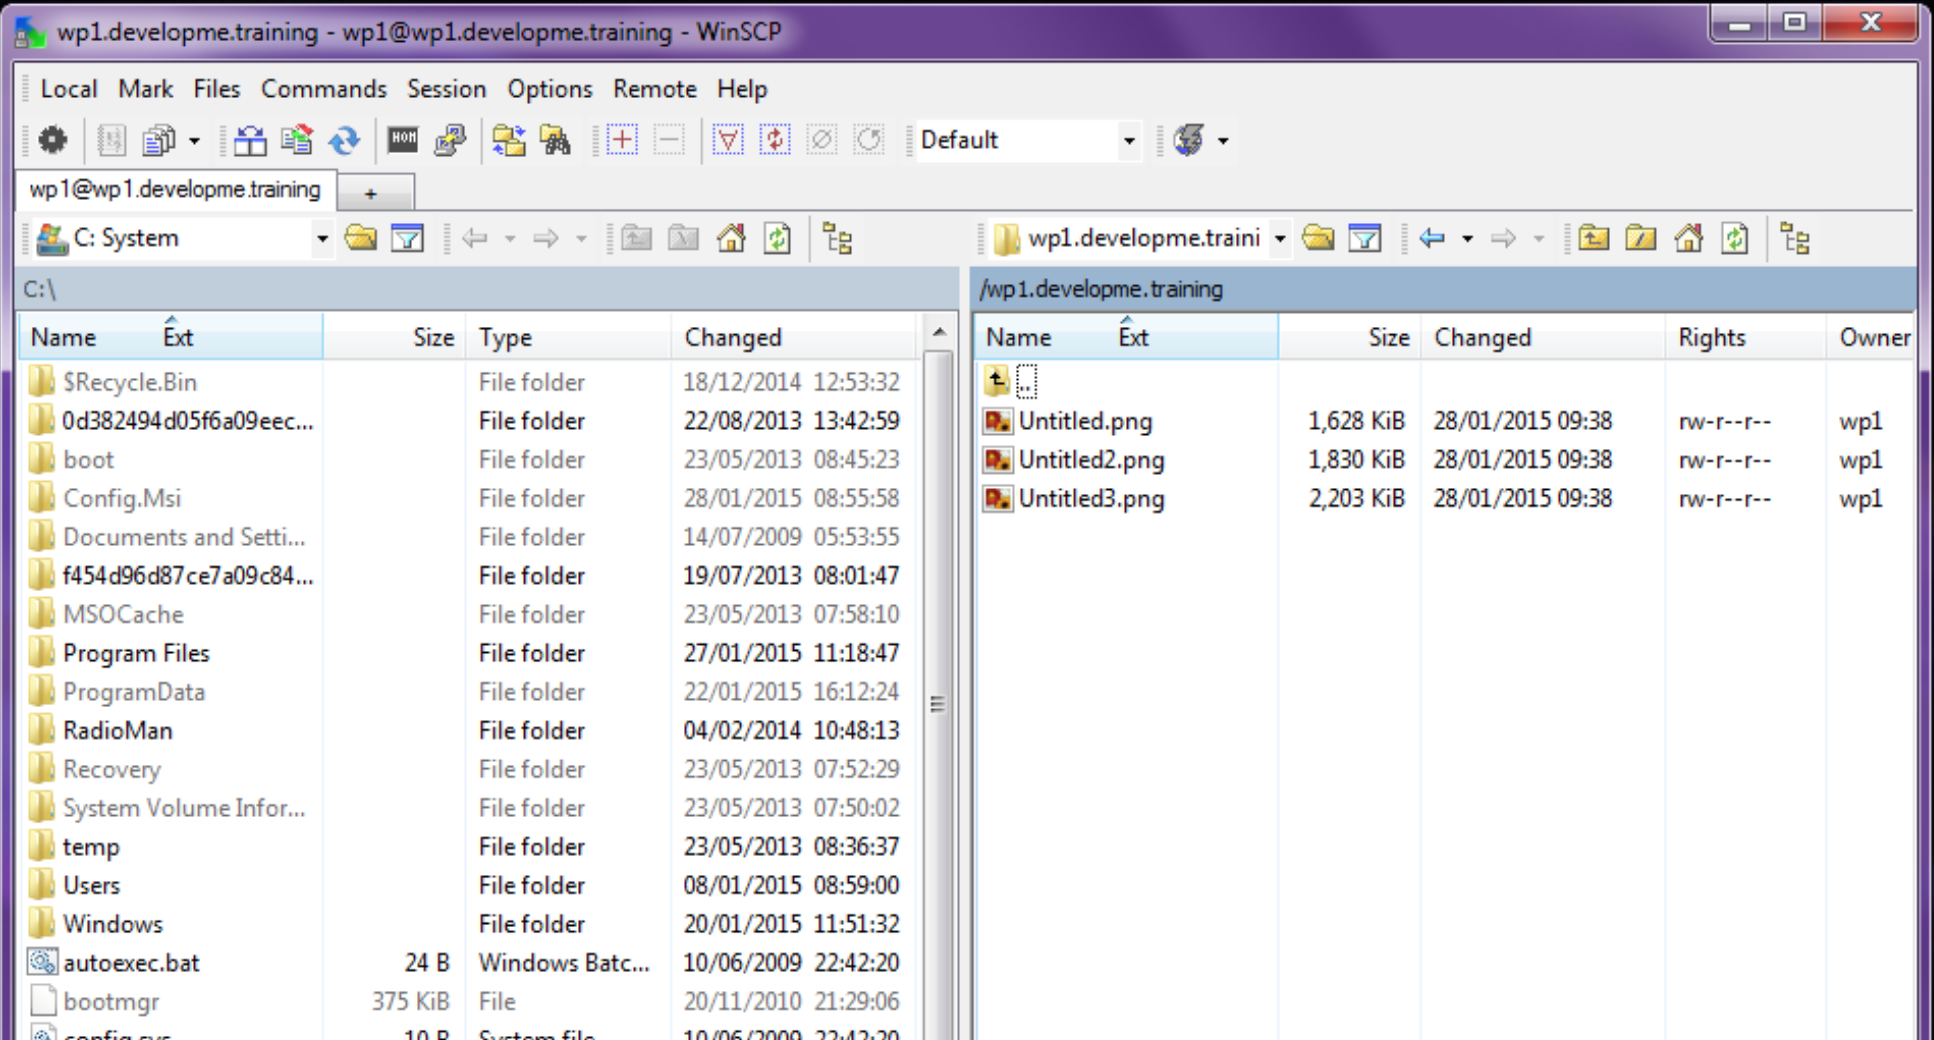 wp1.developme.training - wp1@wp1.developme.training - WinSCP
Local Mark Files Commands Session Options Remote Help
Default
wp1@wp1.developme.training +
C: System
wp1.developme.traini
C:\
/wp1.developme.training
Name Ext Size Type Changed
$Recycle.Bin File folder 18/12/2014 12:53:32
0d382494d05f6a09eec... File folder 22/08/2013 13:42:59
boot File folder 23/05/2013 08:45:23
Config.Msi File folder 28/01/2015 08:55:58
Documents and Setti... File folder 14/07/2009 05:53:55
f454d96d87ce7a09c84... File folder 19/07/2013 08:01:47
MSOCache File folder 23/05/2013 07:58:10
Program Files File folder 27/01/2015 11:18:47
ProgramData File folder 22/01/2015 16:12:24
RadioMan File folder 04/02/2014 10:48:13
Recovery File folder 23/05/2013 07:52:29
System Volume Infor... File folder 23/05/2013 07:50:02
temp File folder 23/05/2013 08:36:37
Users File folder 08/01/2015 08:59:00
Windows File folder 20/01/2015 11:51:32
autoexec.bat 24 B Windows Batc... 10/06/2009 22:42:20
bootmgr 375 KiB File 20/11/2010 21:29:06
config.sys 10 B System file 10/06/2009 22:42:20
Name Ext Size Changed Rights Owner
..
Untitled.png 1,628 KiB 28/01/2015 09:38 rw-r--r-- wp1
Untitled2.png 1,830 KiB 28/01/2015 09:38 rw-r--r-- wp1
Untitled3.png 2,203 KiB 28/01/2015 09:38 rw-r--r-- wp1